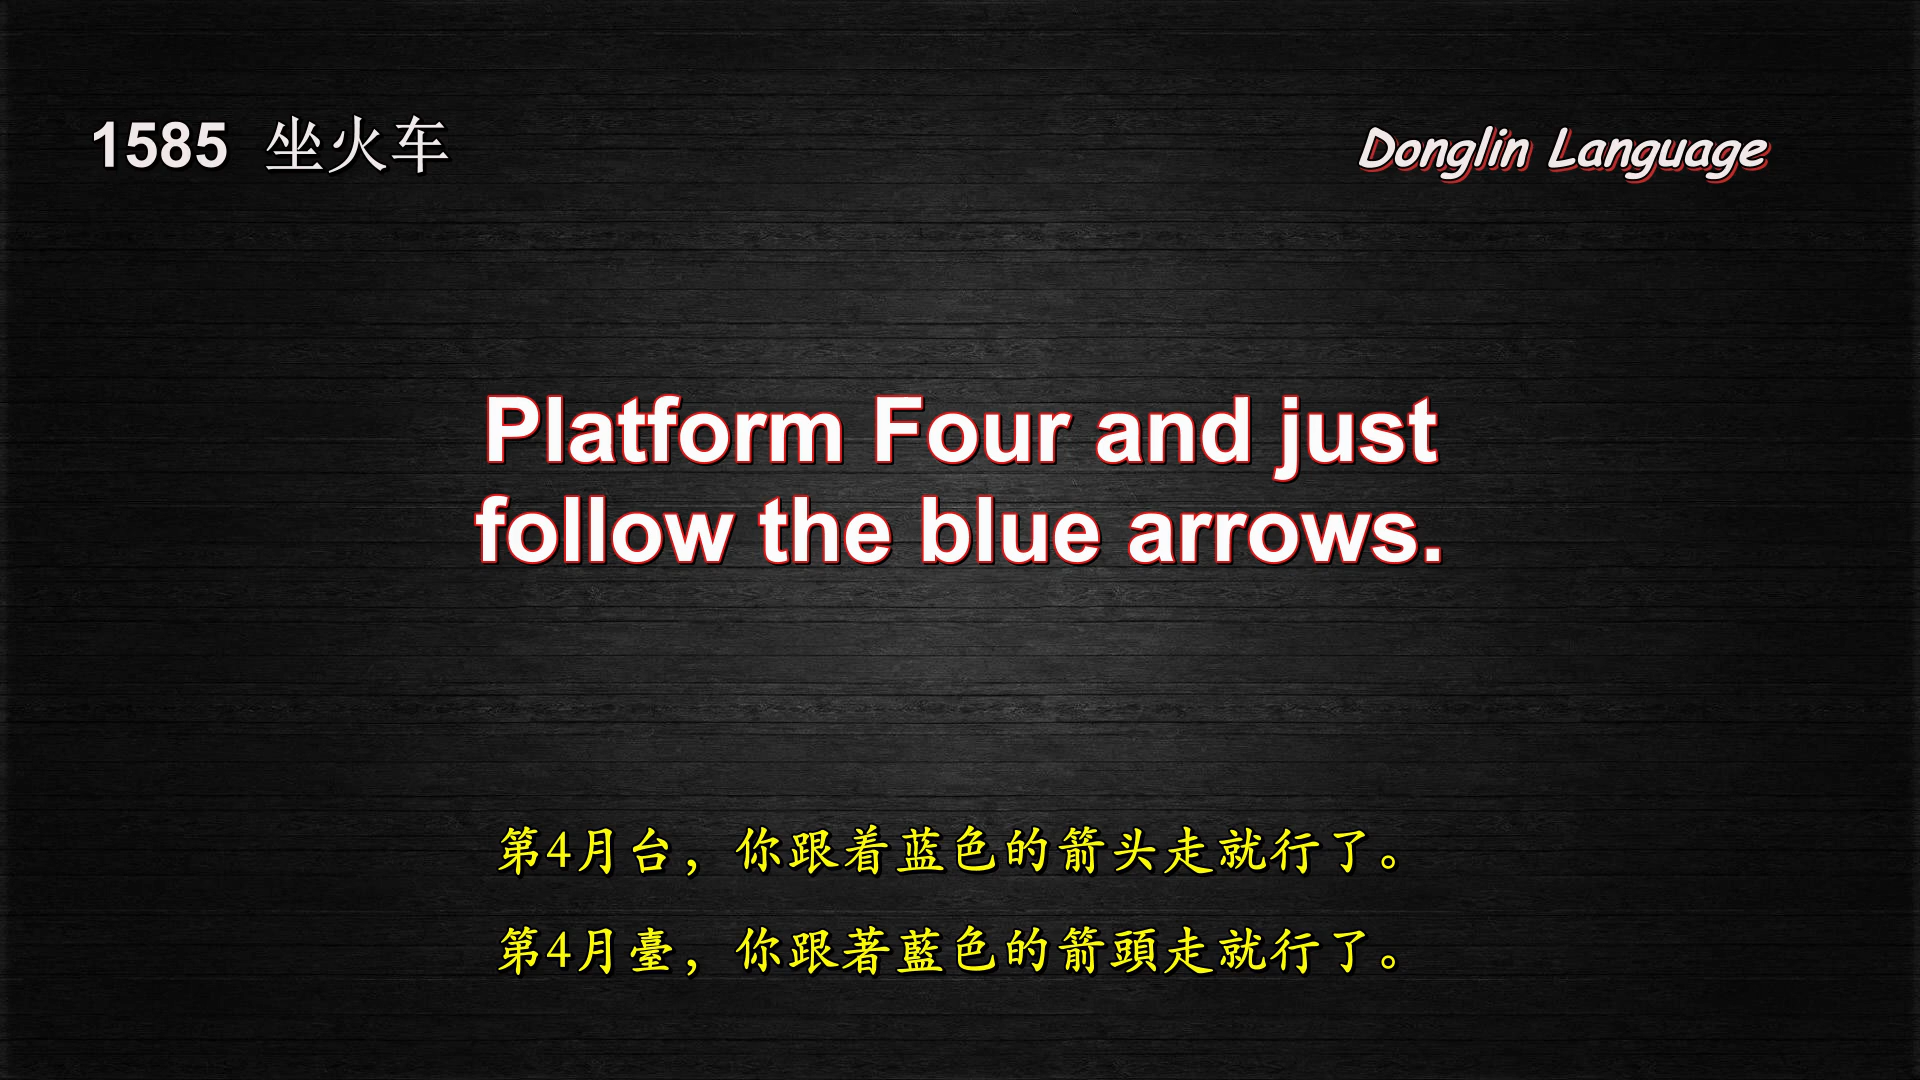 1585 坐火车
Donglin Language
Platform Four and just
follow the blue arrows.
第4月台，你跟着蓝色的箭头走就行了。
第4月臺，你跟著藍色的箭頭走就行了。